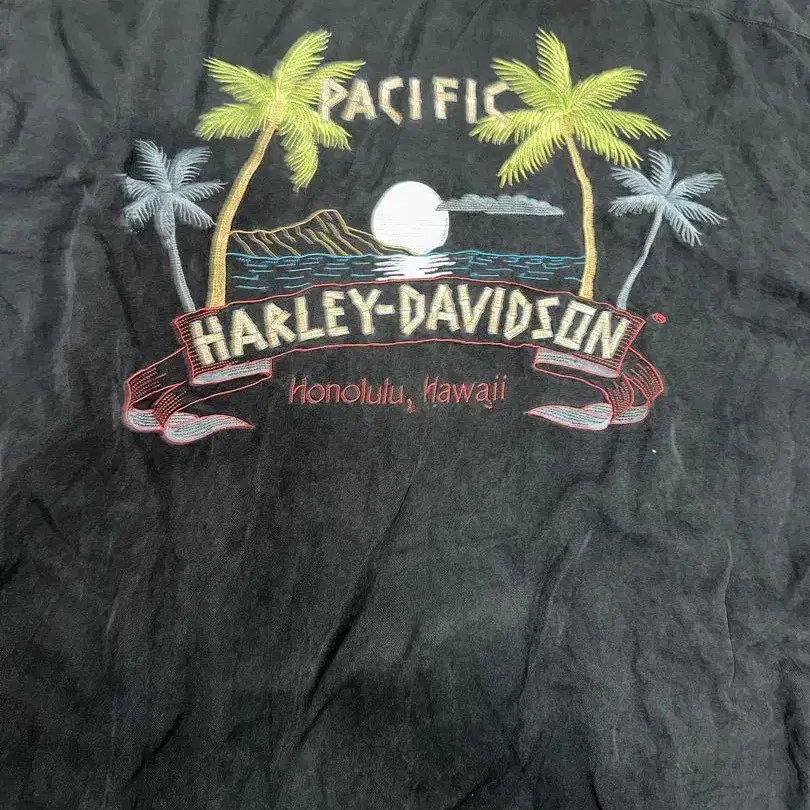 PACIFIC
HARLEY-DAVIDSON ®
Honolulu, Hawaii